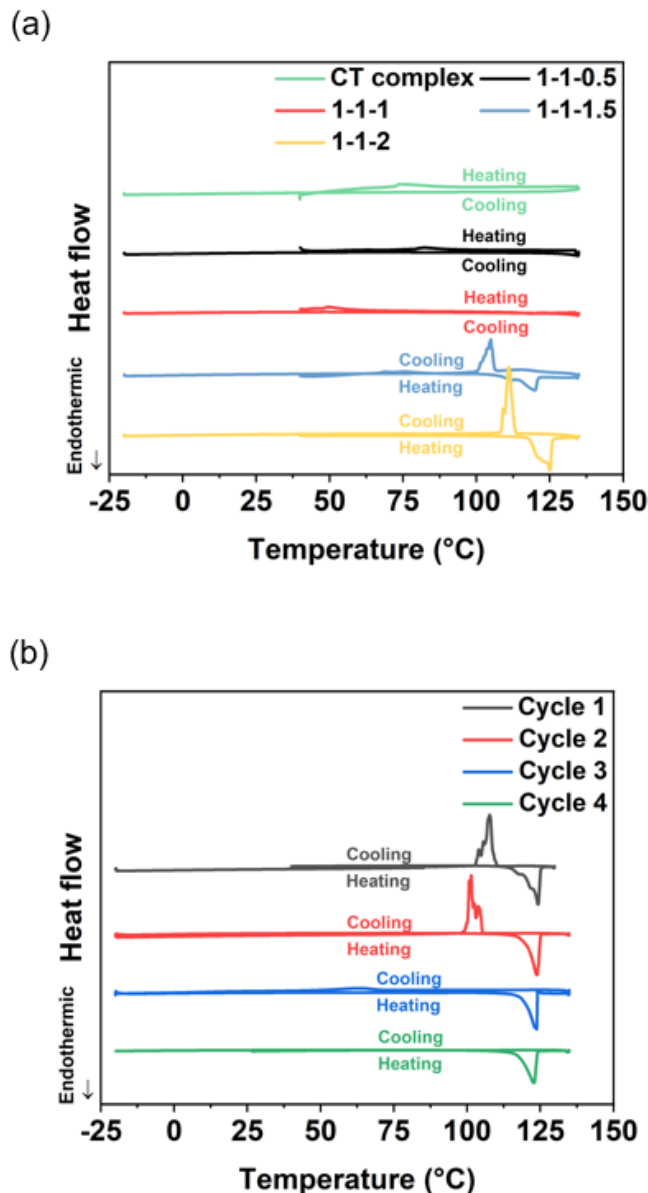 (a)
CT complex 1-1-0.5
1-1-1 1-1-1.5
1-1-2
Heating
Cooling
Heating
Cooling
Heating
Cooling
Cooling
Heating
Cooling
Heating
Heat flow
Endothermic
↓
-25 0 25 50 75 100 125 150
Temperature (°C)
(b)
Cycle 1
Cycle 2
Cycle 3
Cycle 4
Cooling
Heating
Cooling
Heating
Cooling
Heating
Cooling
Heating
Heat flow
Endothermic
↓
-25 0 25 50 75 100 125 150
Temperature (°C)